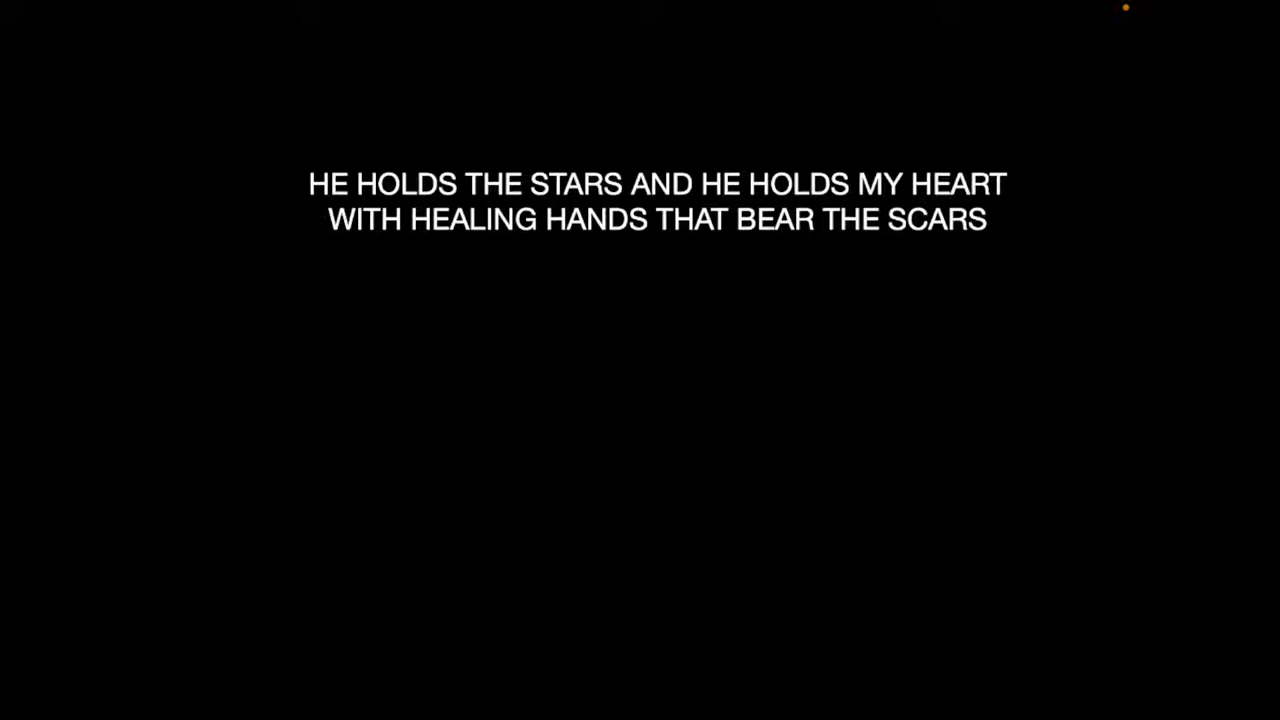 HE HOLDS THE STARS AND HE HOLDS MY HEART
WITH HEALING HANDS THAT BEAR THE SCARS